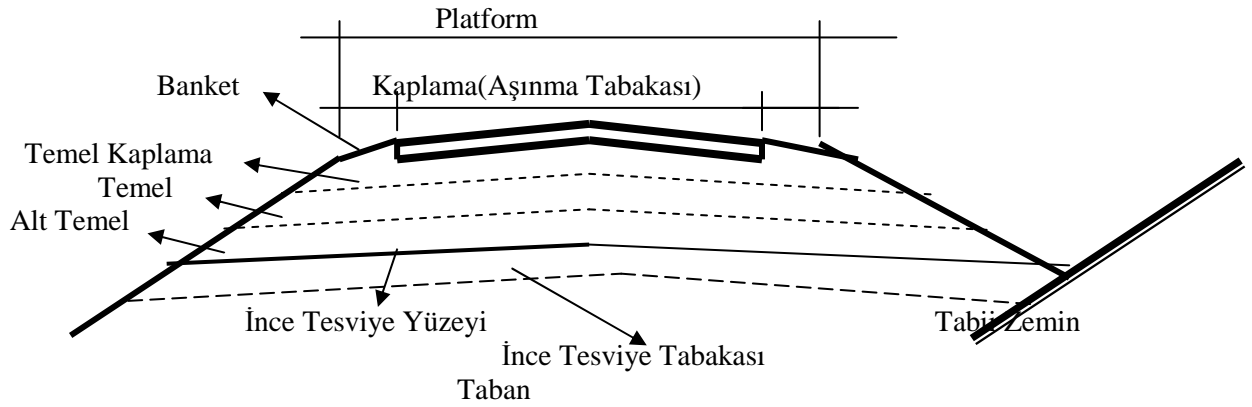 Platform
Banket
Kaplama(Aşınma Tabakası)
Temel Kaplama
Temel
Alt Temel
İnce Tesviye Yüzeyi
Tabii Zemin
İnce Tesviye Tabakası
Taban